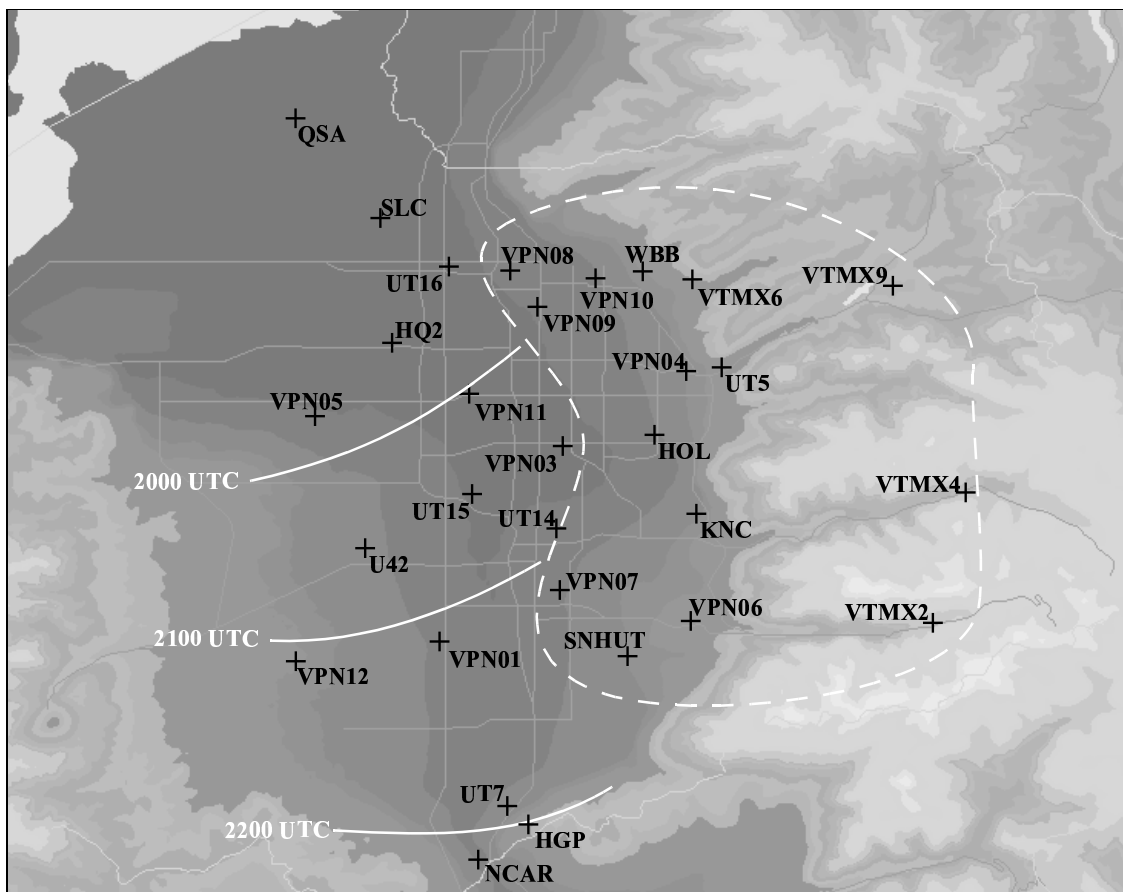 QSA
SLC
VPN08
WBB
UT16
VPN10
VTMX6
VTMX9
VPN09
HQ2
VPN04
UT5
VPN05
VPN11
VPN03
HOL
2000 UTC
VTMX4
UT15
UT14
KNC
U42
VPN07
VPN06
VTMX2
2100 UTC
SNHUT
VPN01
VPN12
UT7
2200 UTC
HGP
NCAR